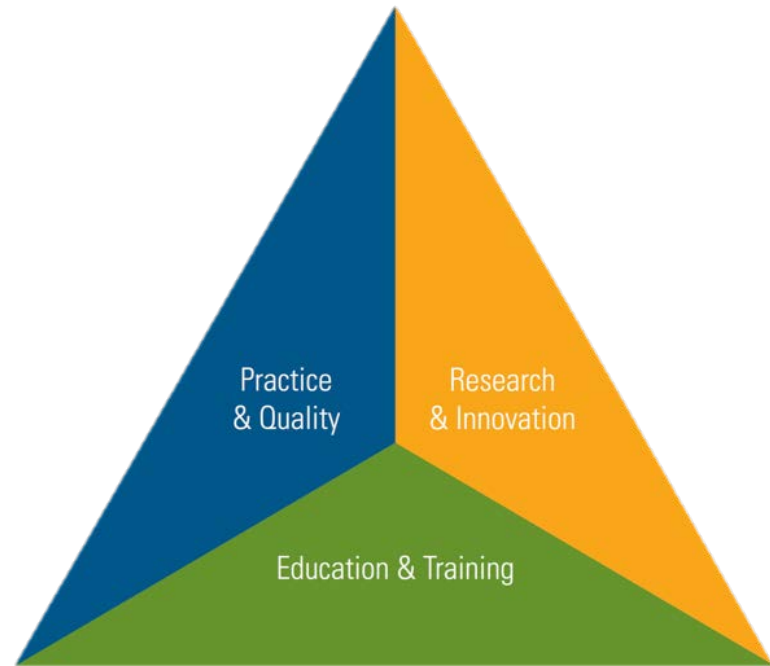 Practice
& Quality
Research
& Innovation
Education & Training